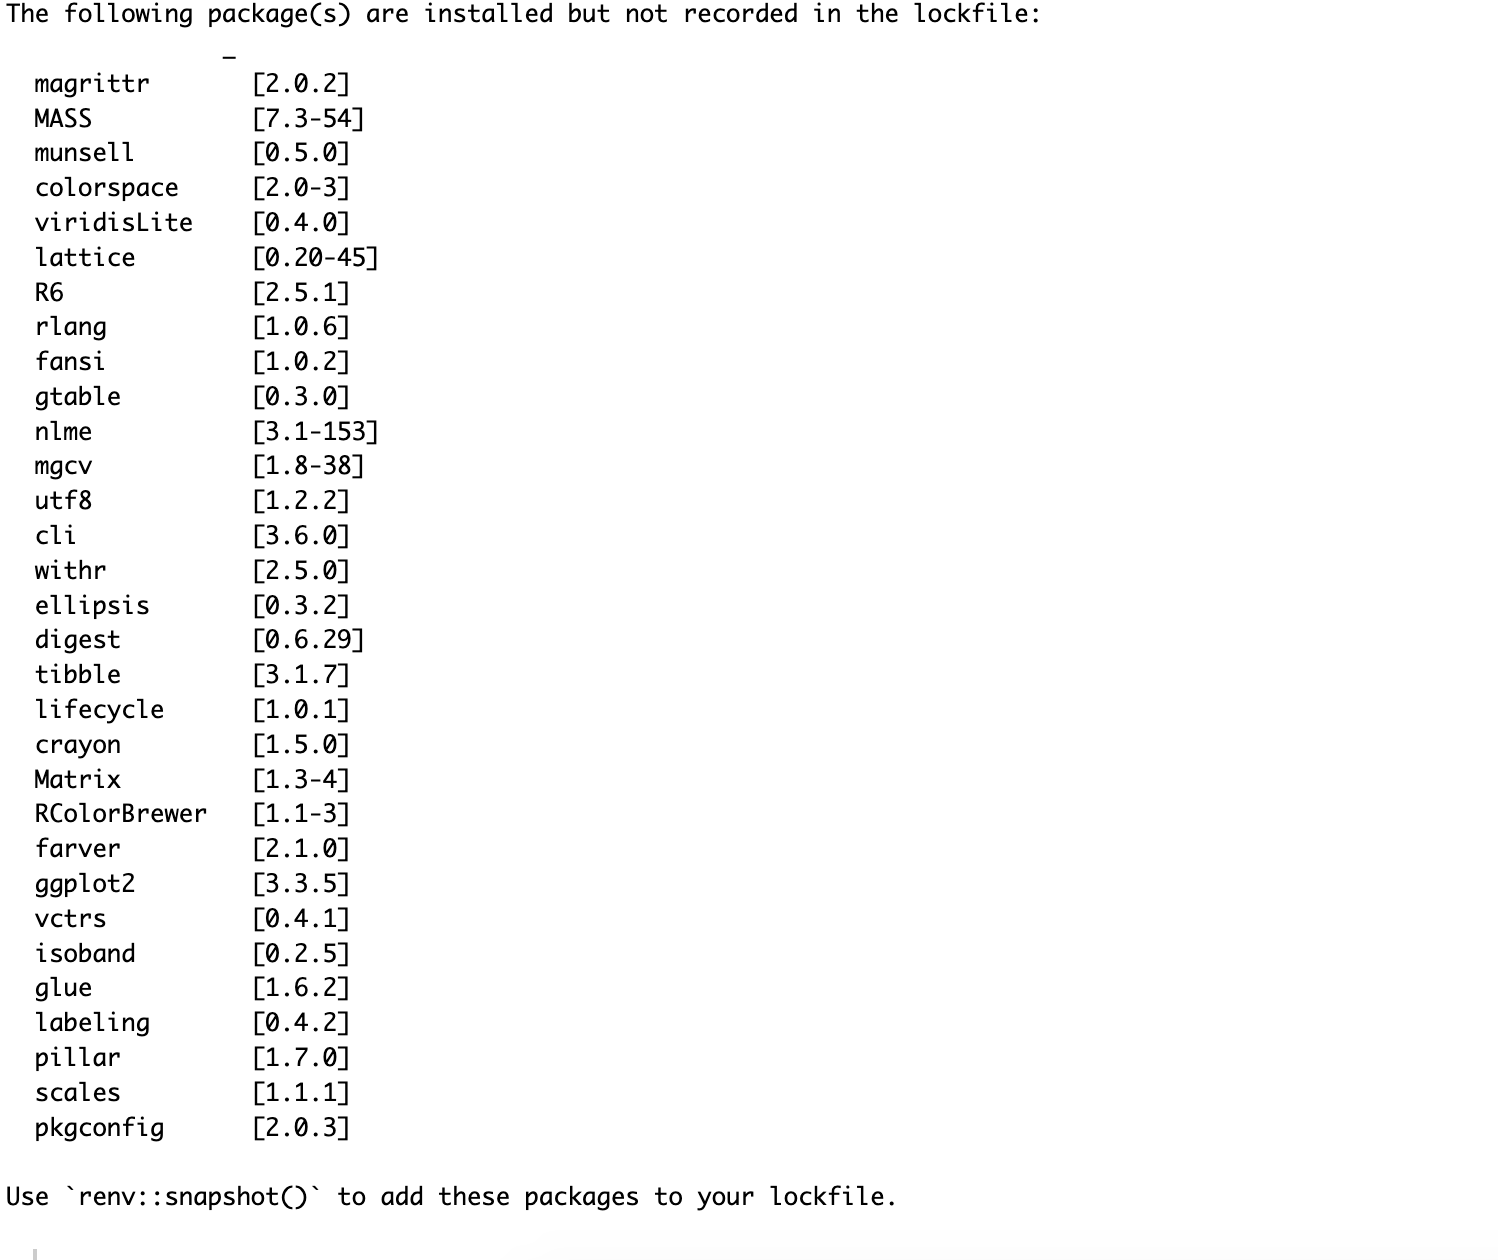 The following package(s) are installed but not recorded in the lockfile:
_
magrittr [2.0.2]
MASS [7.3-54]
munsell [0.5.0]
colorspace [2.0-3]
viridisLite [0.4.0]
lattice [0.20-45]
R6 [2.5.1]
rlang [1.0.6]
fansi [1.0.2]
gtable [0.3.0]
nlme [3.1-153]
mgcv [1.8-38]
utf8 [1.2.2]
cli [3.6.0]
withr [2.5.0]
ellipsis [0.3.2]
digest [0.6.29]
tibble [3.1.7]
lifecycle [1.0.1]
crayon [1.5.0]
Matrix [1.3-4]
RColorBrewer [1.1-3]
farver [2.1.0]
ggplot2 [3.3.5]
vctrs [0.4.1]
isoband [0.2.5]
glue [1.6.2]
labeling [0.4.2]
pillar [1.7.0]
scales [1.1.1]
pkgconfig [2.0.3]
Use `renv::snapshot()` to add these packages to your lockfile.